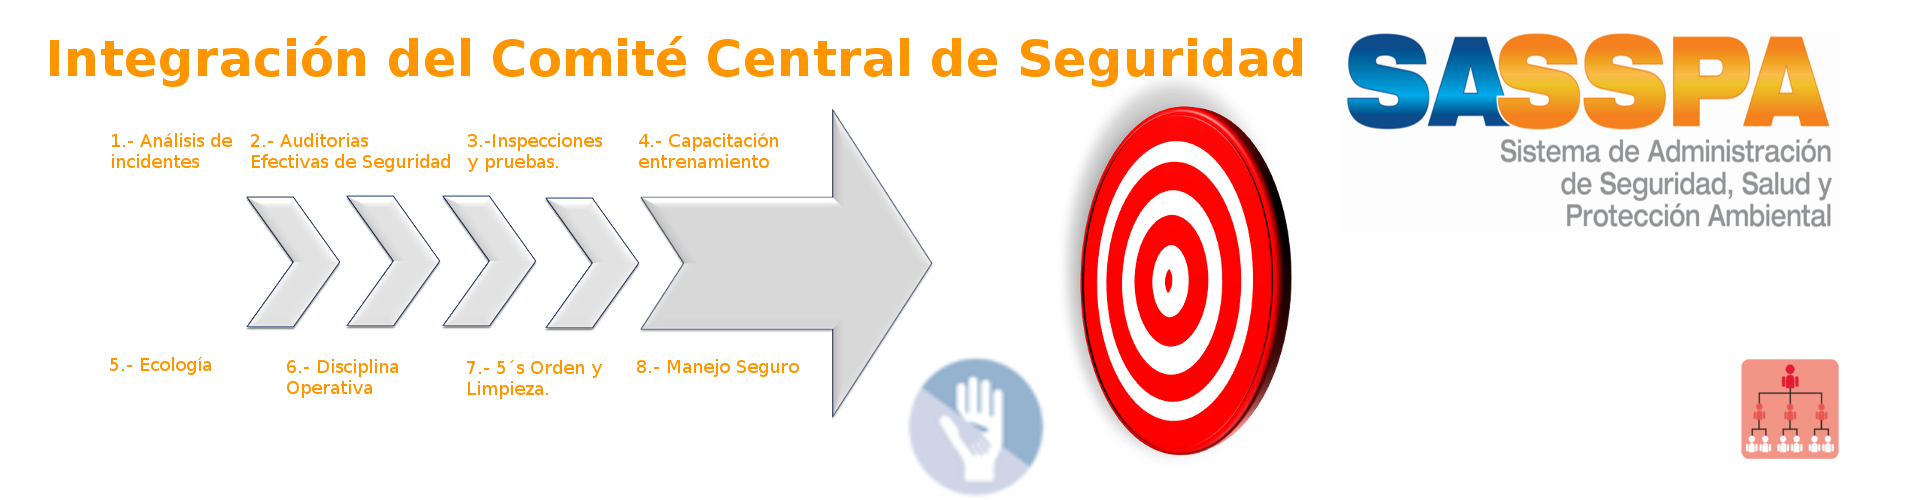 Integración del Comité Central de Seguridad
SASSPA
Sistema de Administración
de Seguridad, Salud y
Protección Ambiental
1.- Análisis de
incidentes
2.- Auditorias
Efectivas de Seguridad
3.-Inspecciones
y pruebas.
4.- Capacitación
entrenamiento
5.- Ecología
6.- Disciplina
Operativa
7.- 5´s Orden y
Limpieza.
8.- Manejo Seguro